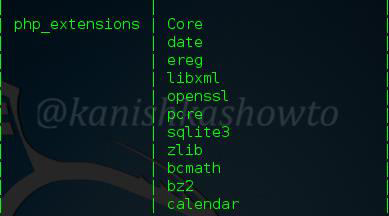 php_extensions | Core
date
ereg
libxml
openssl
@kanishkashowto
pcre
sqlite3
zlib
bcmath
bz2
calendar